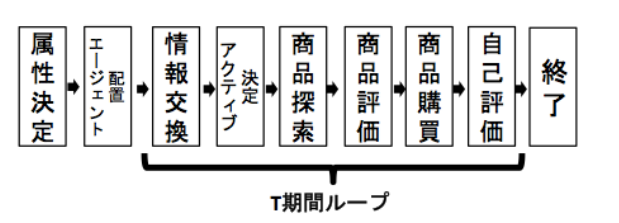 属性決定
エージェント
配置
情報交換
アクティブ
決定
商品探索
商品評価
商品購買
自己評価
終了
T期間ループ